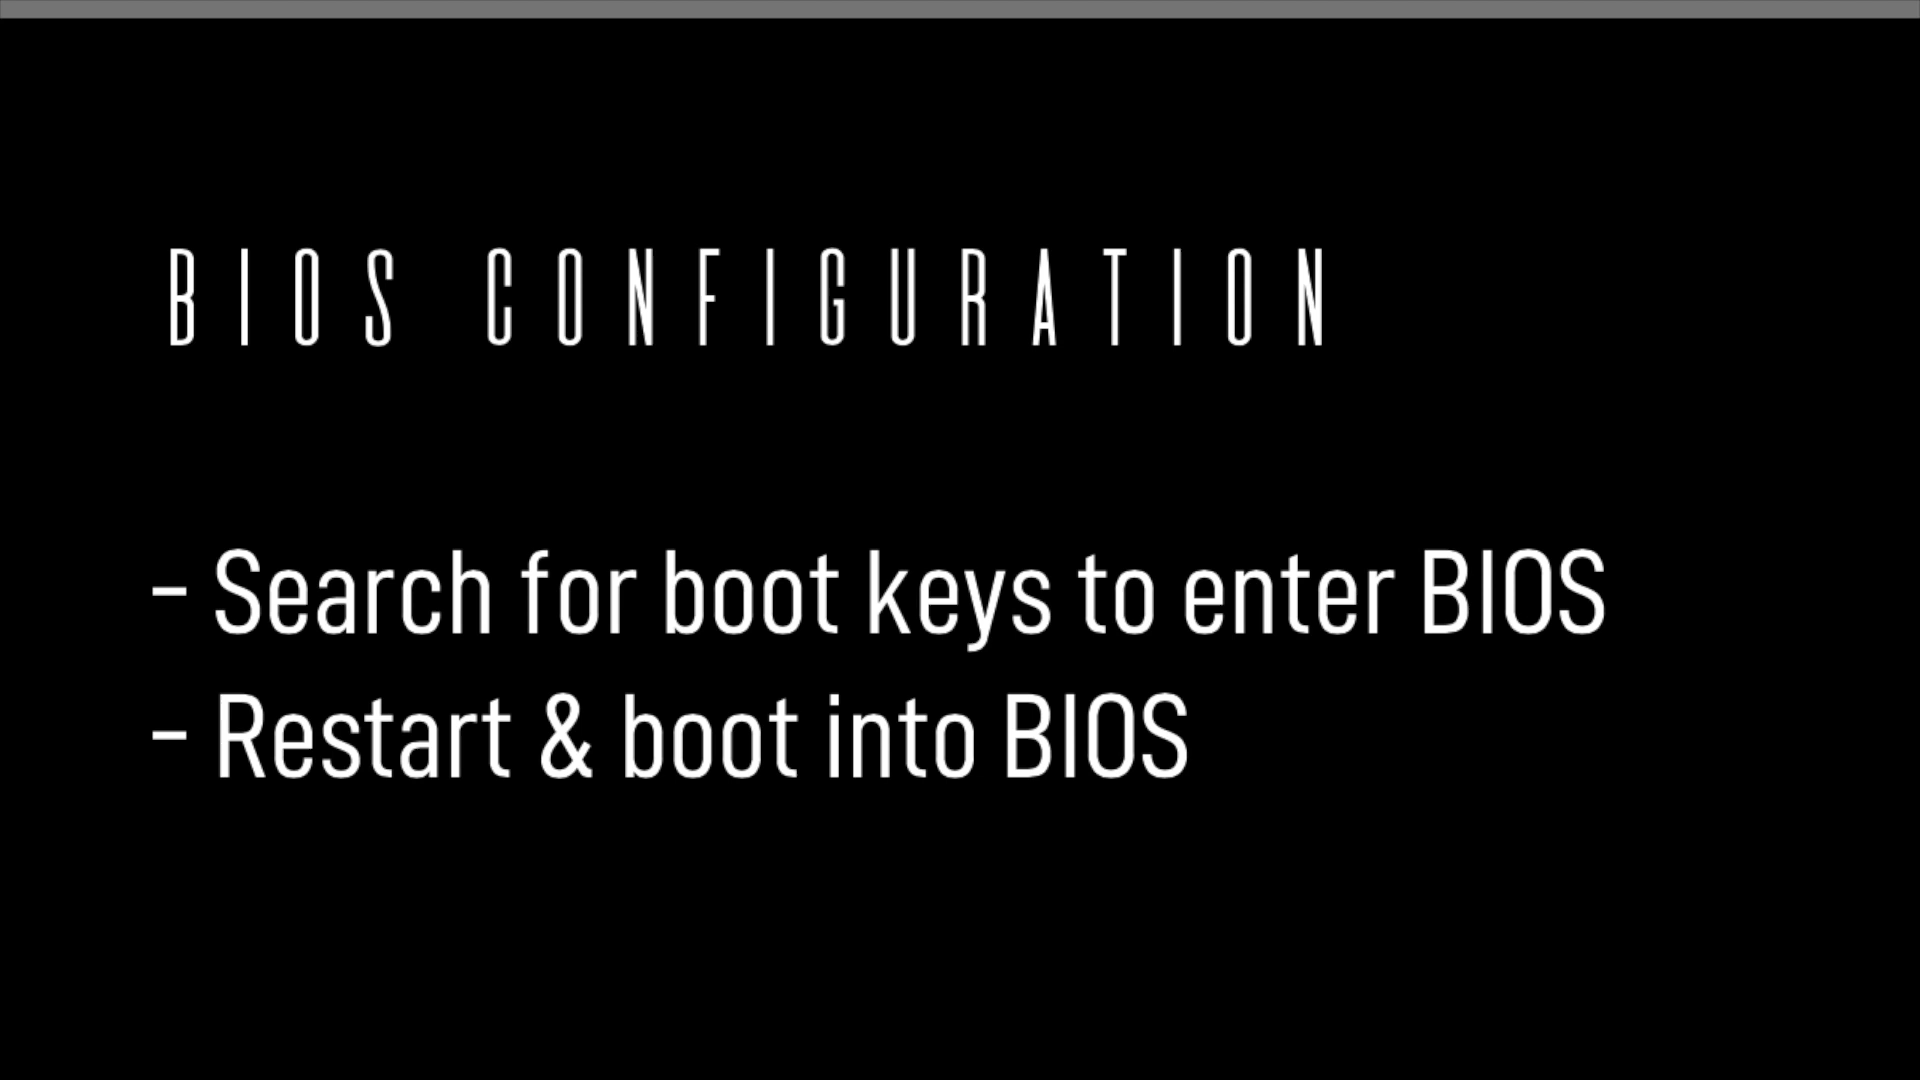 BIOS CONFIGURATION
- Search for boot keys to enter BIOS
- Restart & boot into BIOS